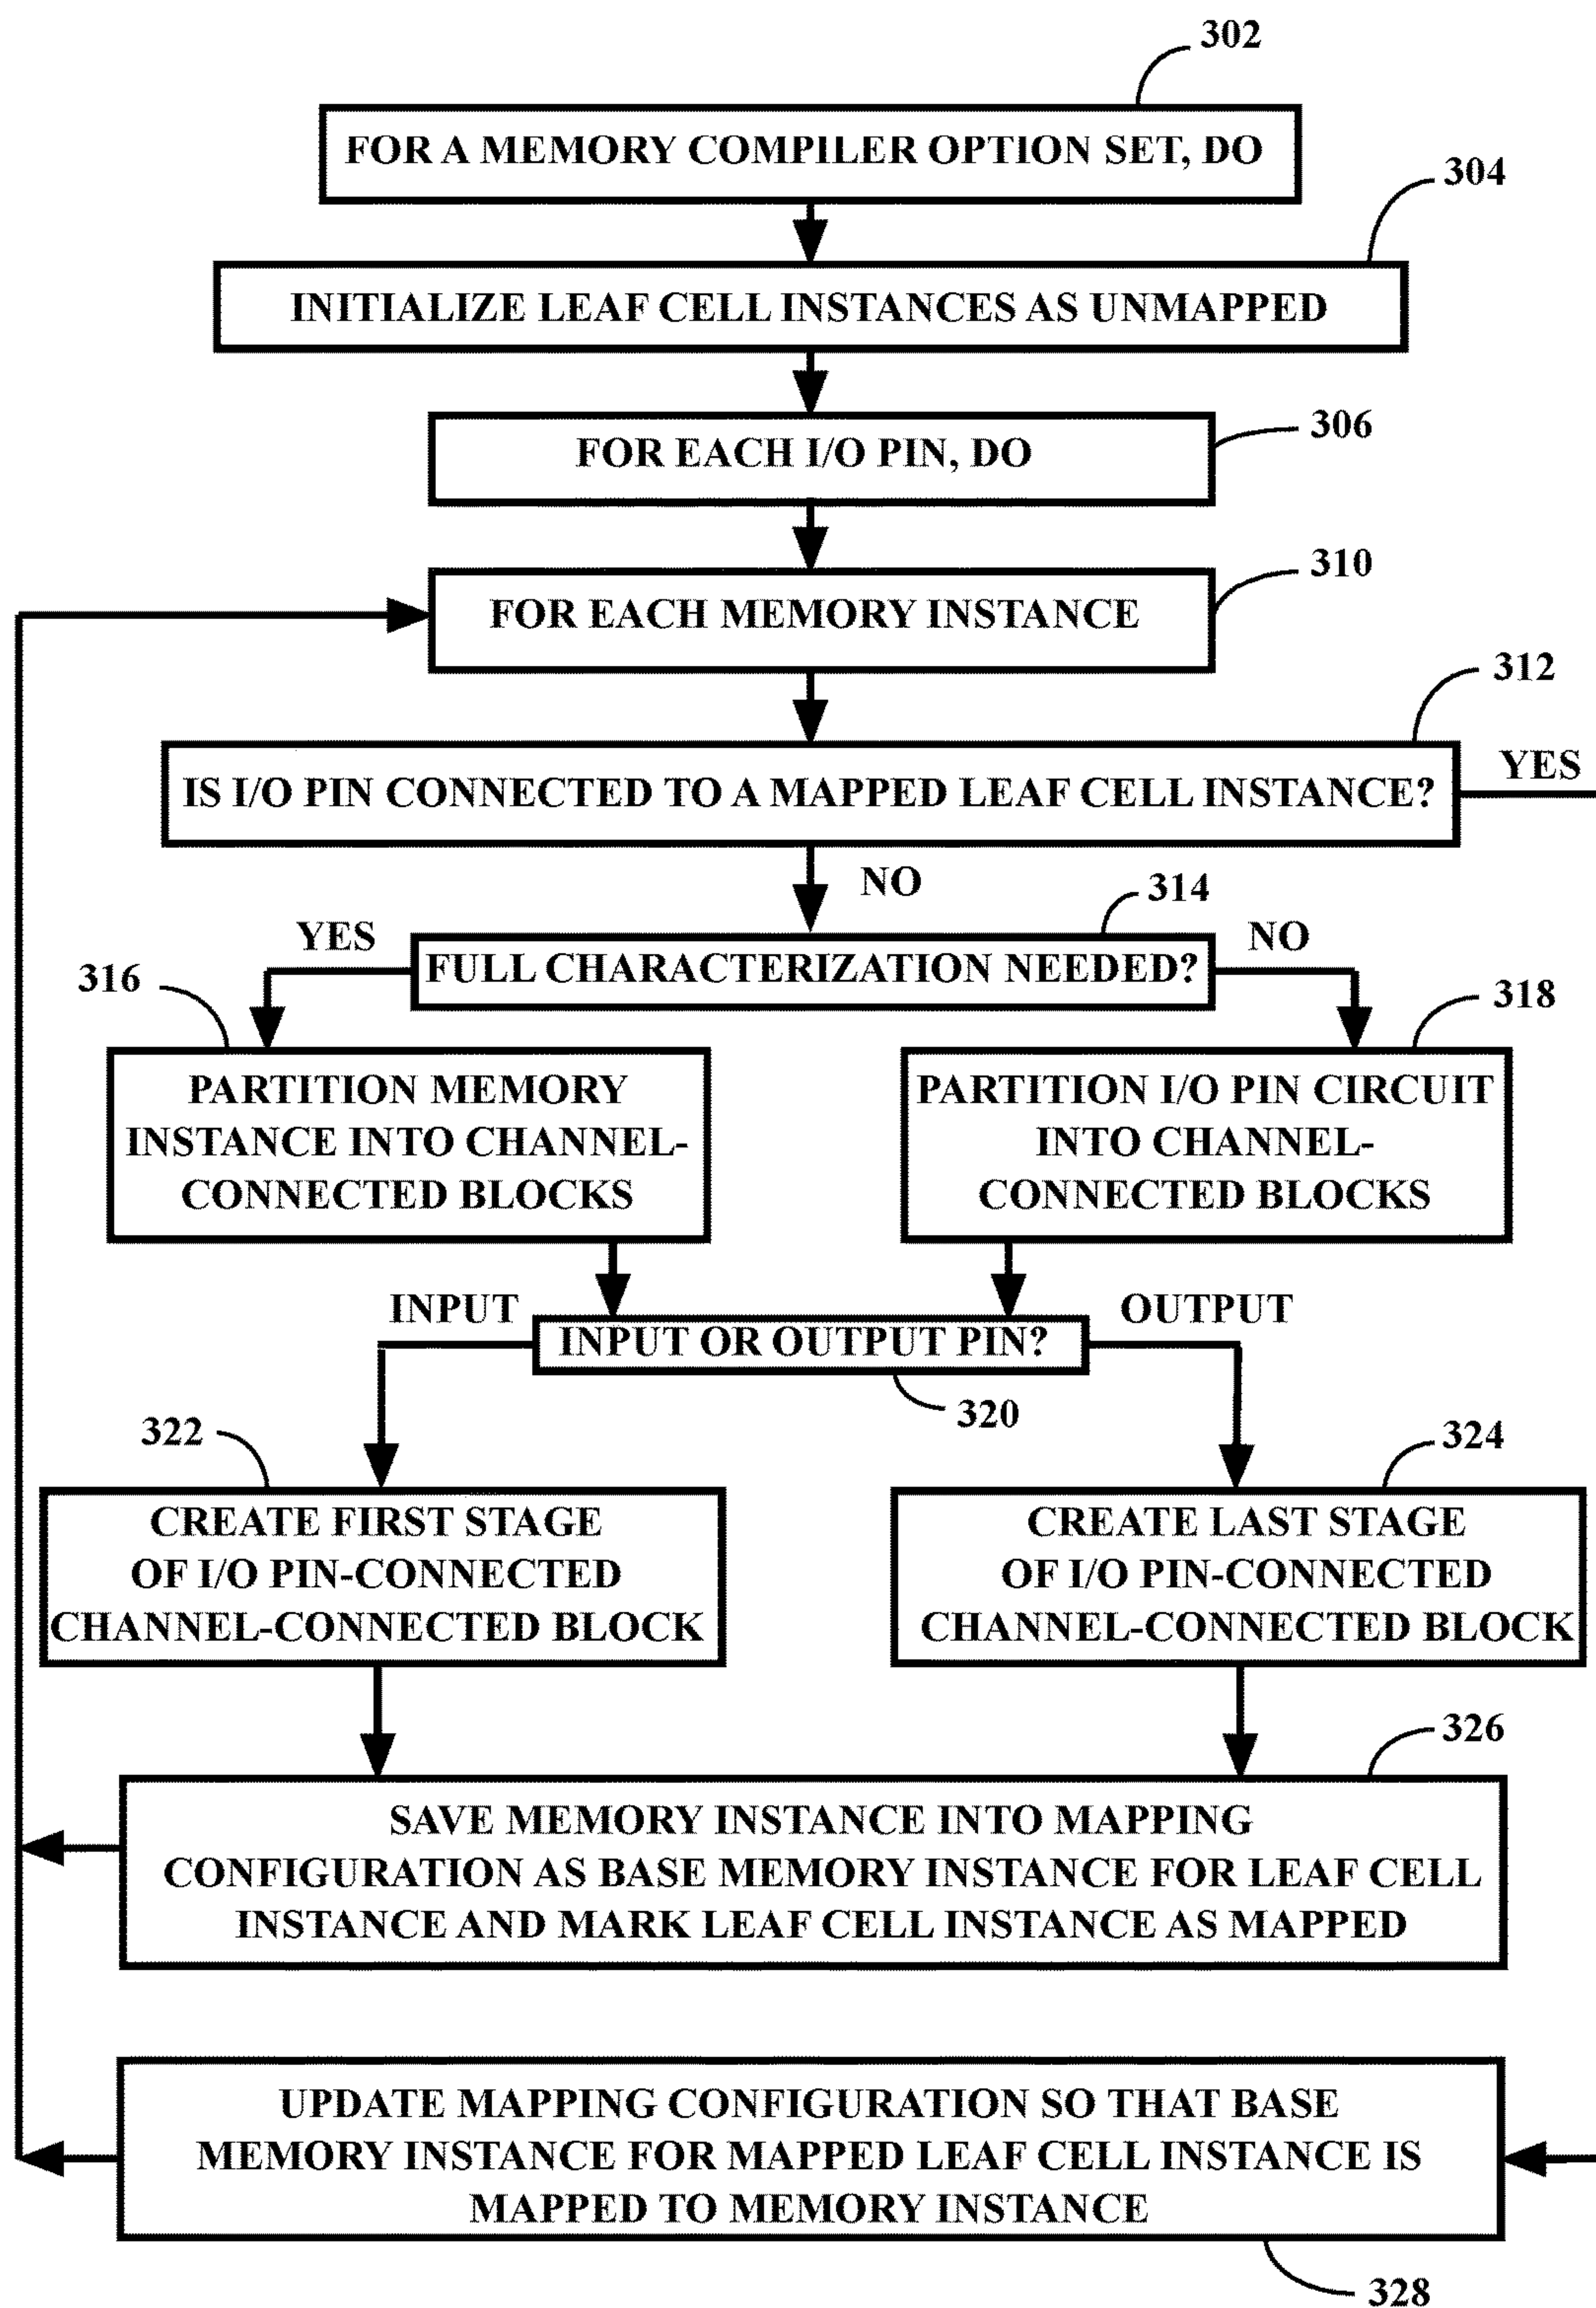 302
FOR A MEMORY COMPILER OPTION SET, DO
304
INITIALIZE LEAF CELL INSTANCES AS UNMAPPED
306
FOR EACH I/O PIN, DO
310
FOR EACH MEMORY INSTANCE
312
IS I/O PIN CONNECTED TO A MAPPED LEAF CELL INSTANCE?
YES
NO
314
YES
FULL CHARACTERIZATION NEEDED?
NO
316
318
PARTITION MEMORY
INSTANCE INTO CHANNEL-
CONNECTED BLOCKS
PARTITION I/O PIN CIRCUIT
INTO CHANNEL-
CONNECTED BLOCKS
INPUT
INPUT OR OUTPUT PIN?
OUTPUT
320
322
324
CREATE FIRST STAGE
OF I/O PIN-CONNECTED
CHANNEL-CONNECTED BLOCK
CREATE LAST STAGE
OF I/O PIN-CONNECTED
CHANNEL-CONNECTED BLOCK
326
SAVE MEMORY INSTANCE INTO MAPPING
CONFIGURATION AS BASE MEMORY INSTANCE FOR LEAF CELL
INSTANCE AND MARK LEAF CELL INSTANCE AS MAPPED
UPDATE MAPPING CONFIGURATION SO THAT BASE
MEMORY INSTANCE FOR MAPPED LEAF CELL INSTANCE IS
MAPPED TO MEMORY INSTANCE
328